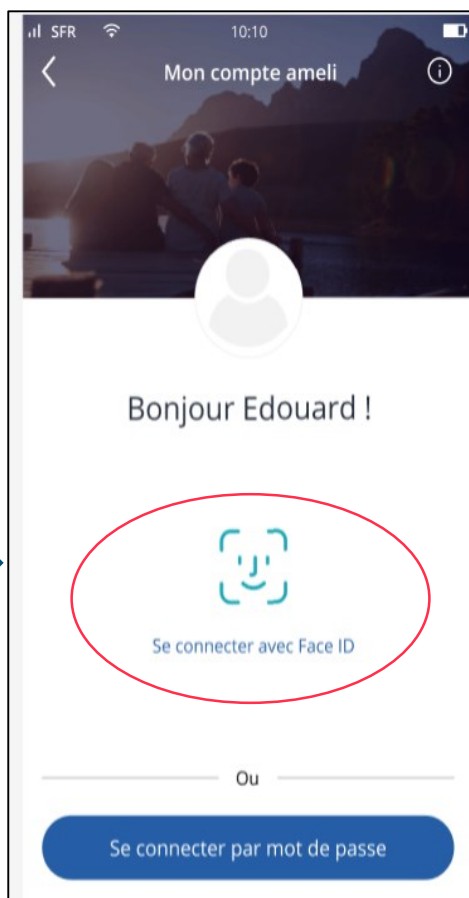 SFR 10:10
Mon compte ameli
Bonjour Edouard !
Se connecter avec Face ID
Ou
Se connecter par mot de passe